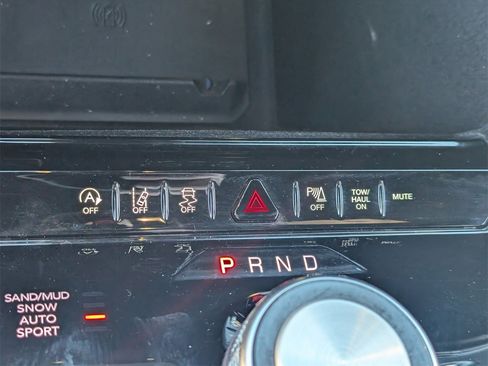 A
OFF
OFF
OFF
P
OFF
TOW/
HAUL
ON
MUTE
P R N D
SAND/MUD
SNOW
AUTO
SPORT